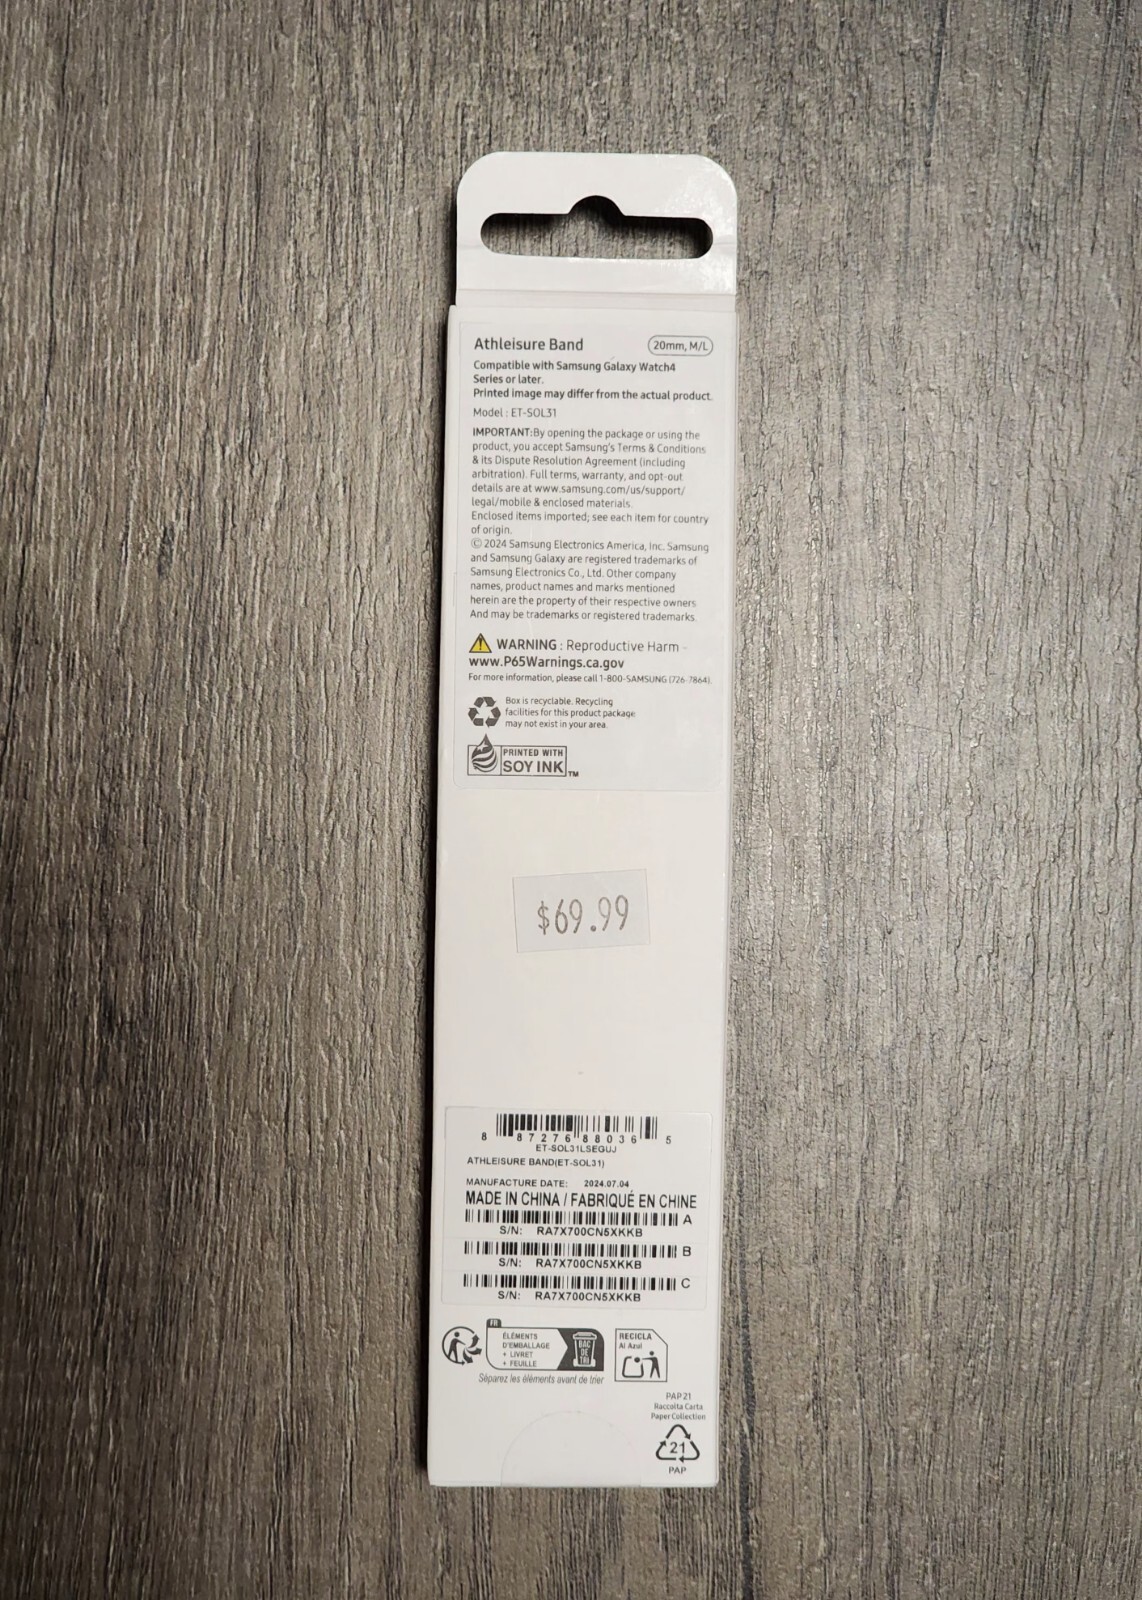 Athleisure Band
20mm, M/L
Compatible with Samsung Galaxy Watch4
Series or later.
Printed image may differ from the actual product.
Model : ET-SOL31
IMPORTANT:By opening the package or using the
product, you accept Samsung's Terms & Conditions
& its Dispute Resolution Agreement (including
arbitration). Full terms, warranty, and opt-out
details are at www.samsung.com/us/support/
legal/mobile & enclosed materials.
Enclosed items imported; see each item for country
of origin.
© 2024 Samsung Electronics America, Inc. Samsung
and Samsung Galaxy are registered trademarks of
Samsung Electronics Co., Ltd. Other company
names, product names and marks mentioned
herein are the property of their respective owners
And may be trademarks or registered trademarks.
WARNING : Reproductive Harm -
www.P65Warnings.ca.gov
For more information, please call 1-800-SAMSUNG (726-7864).
Box is recyclable. Recycling
facilities for this product package
may not exist in your area.
PRINTED WITH
SOY INK TM
$69.99
8 87276 88036 5
ET-SOL31LSEGUJ
ATHLEISURE BAND(ET-SOL31)
MANUFACTURE DATE: 2024.07.04
MADE IN CHINA / FABRIQUÉ EN CHINE
A
S/N: RA7X700CN5XKKB
B
S/N: RA7X700CN5XKKB
C
S/N: RA7X700CN5XKKB
FR
ÉLÉMENTS
D'EMBALLAGE
+ LIVRET
+ FEUILLE
BAC
DE
TRI
Séparez les éléments avant de trier
RECICLA
Al Azul
PAP 21
Raccolta Carta
Paper Collection
21
PAP